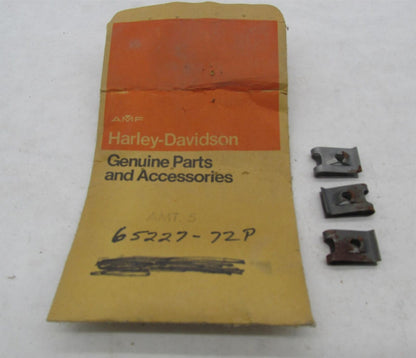 AMF
Harley-Davidson
Genuine Parts
and Accessories
AMT. 5
65227-72P